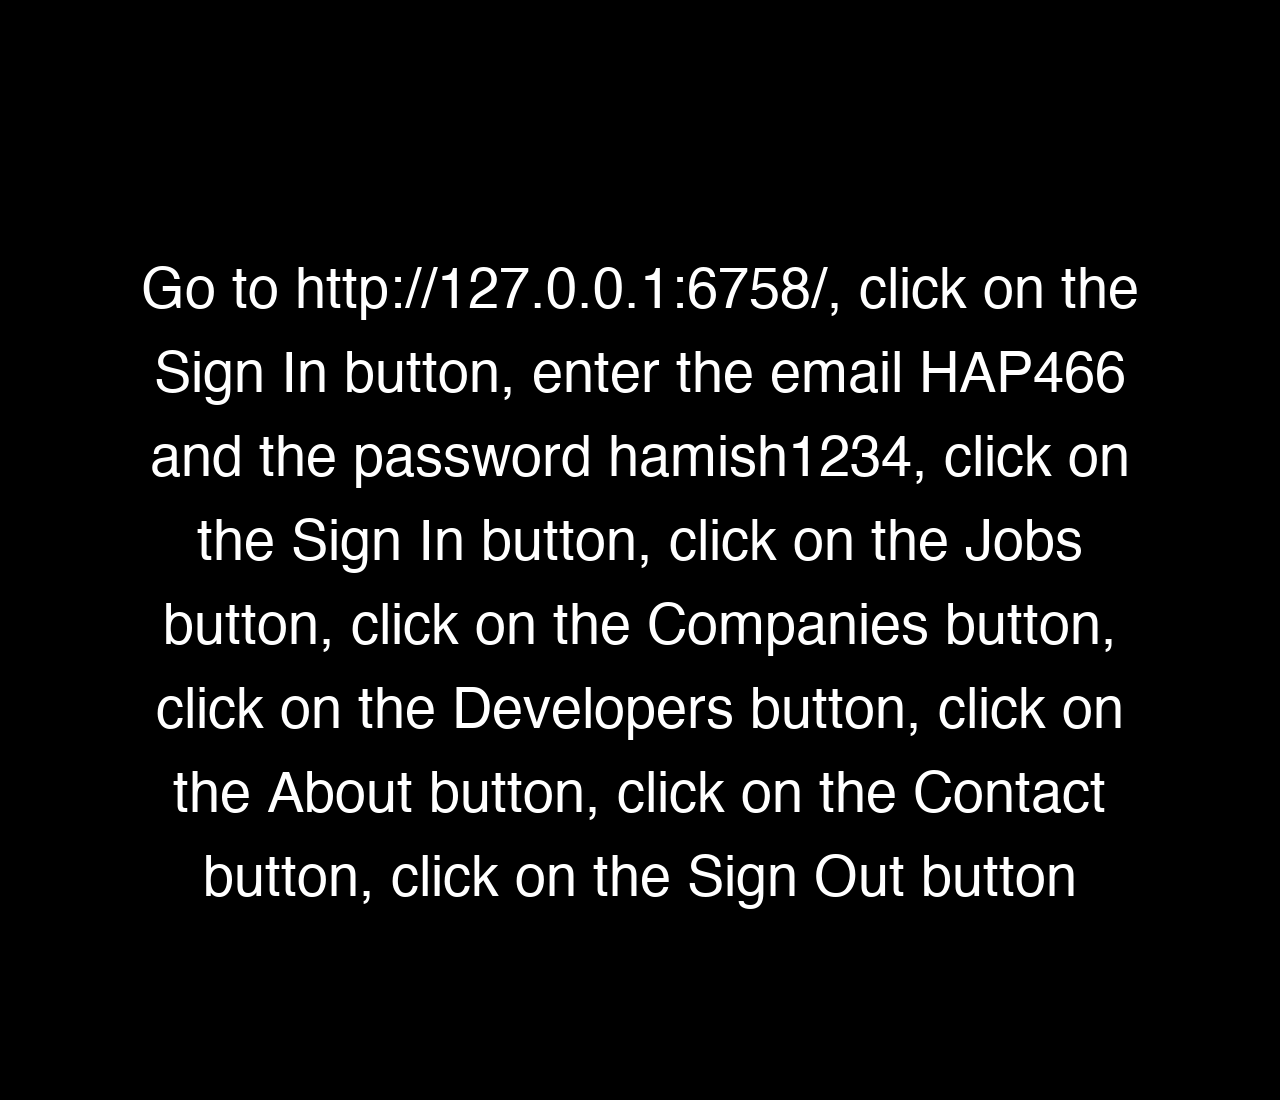 Go to http://127.0.0.1:6758/, click on the
Sign In button, enter the email HAP466
and the password hamish1234, click on
the Sign In button, click on the Jobs
button, click on the Companies button,
click on the Developers button, click on
the About button, click on the Contact
button, click on the Sign Out button